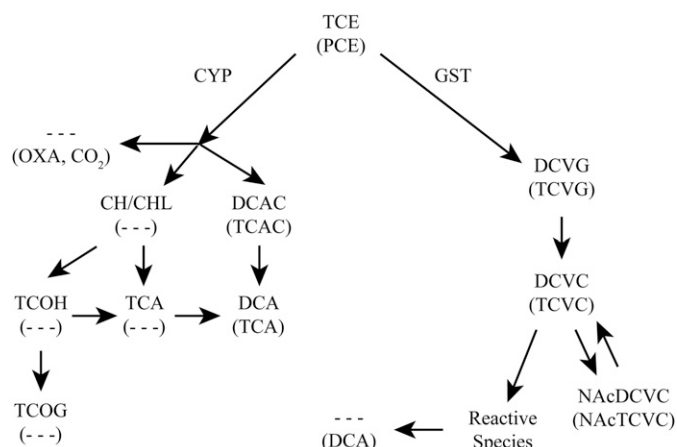 TCE
(PCE)
CYP
GST
- - -
(OXA, CO₂)
DCVG
(TCVG)
CH/CHL
(- - -)
DCAC
(TCAC)
DCVC
(TCVC)
TCOH
(- - -)
TCA
(- - -)
DCA
(TCA)
NAcDCVC
(NAcTCVC)
TCOG
(- - -)
- - -
(DCA)
Reactive
Species